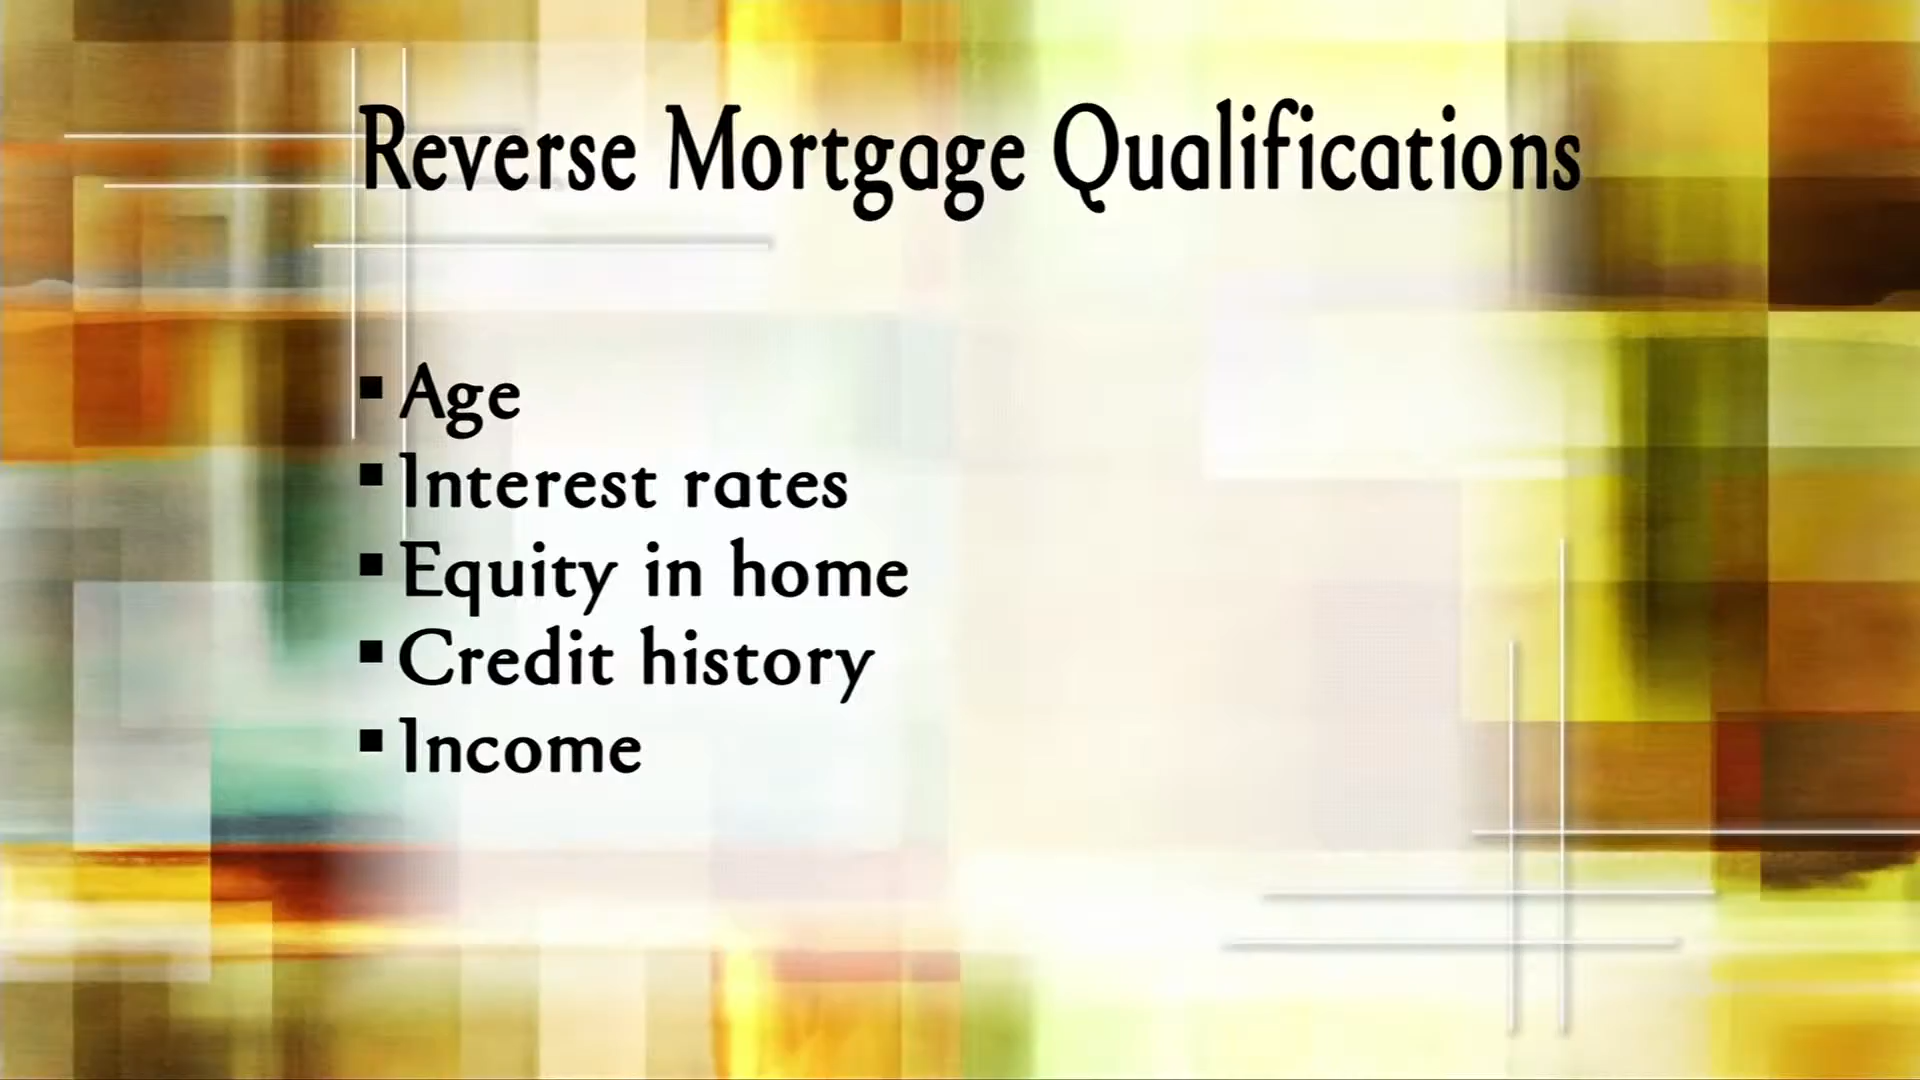 Reverse Mortgage Qualifications
▪ Age
▪ Interest rates
▪ Equity in home
▪ Credit history
▪ Income